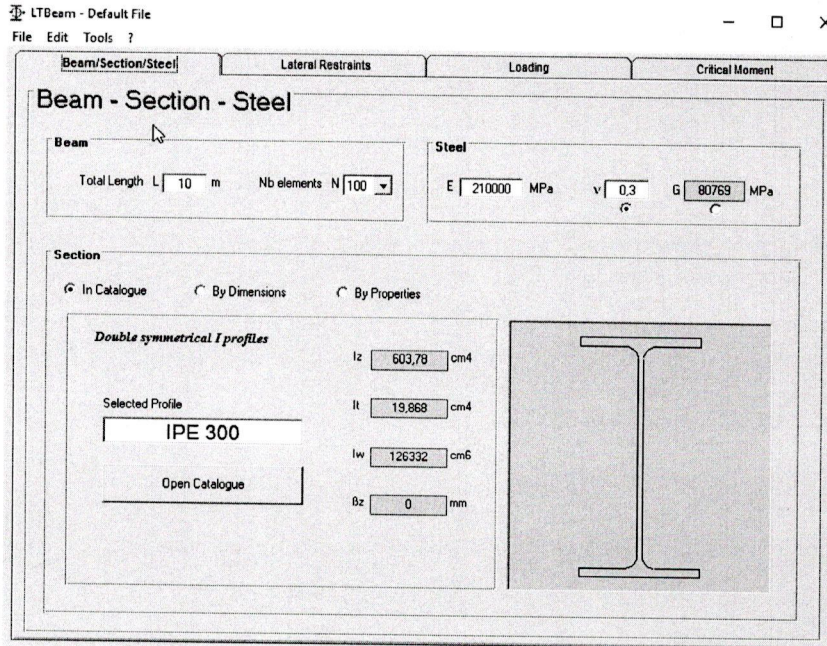 LTBeam - Default File
File Edit Tools ?
Beam/Section/Steel Lateral Restraints Loading Critical Moment
Beam - Section - Steel
Beam
Total Length L 10 m Nb elements N 100
Steel
E 210000 MPa ν 0,3 G 80769 MPa
Section
In Catalogue By Dimensions By Properties
Double symmetrical I profiles
Selected Profile
IPE 300
Open Catalogue
Iz 603,78 cm4
It 19,868 cm4
Iw 126332 cm6
βz 0 mm